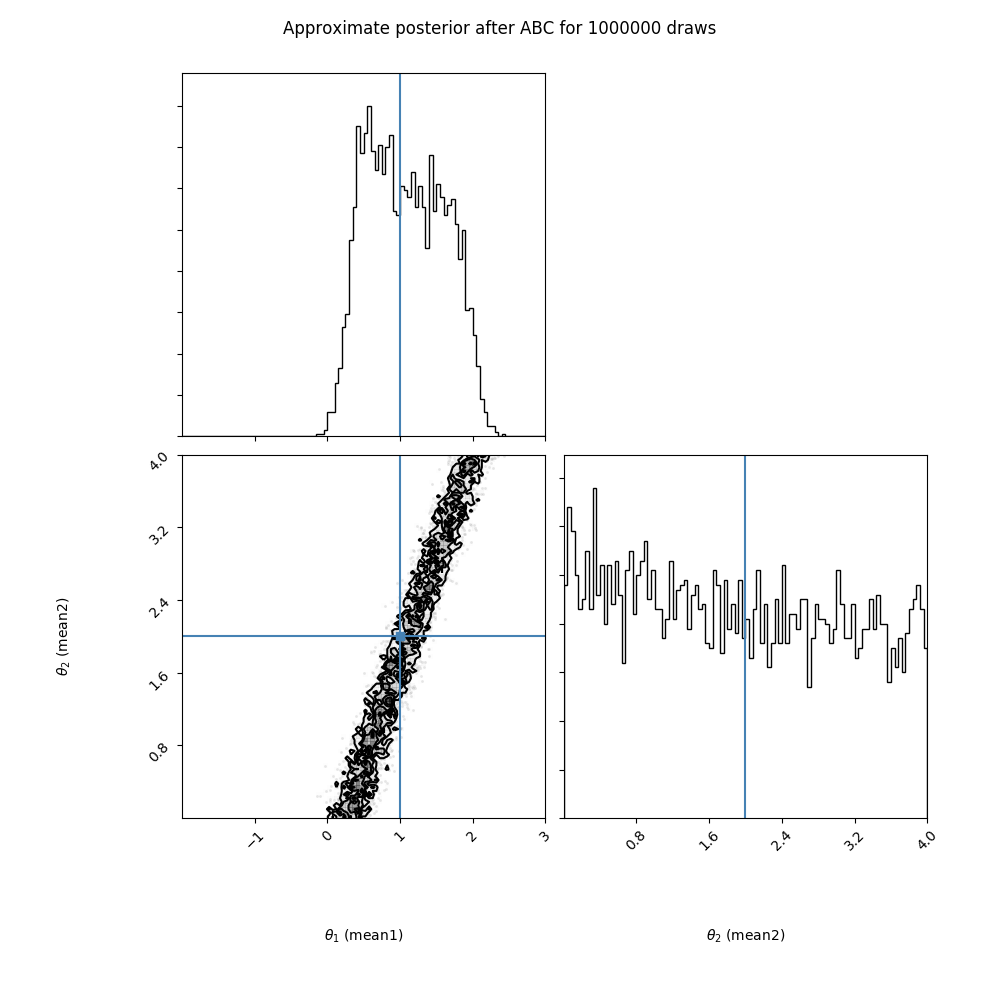 Approximate posterior after ABC for 1000000 draws
4.0
3.2
2.4
1.6
0.8
θ₂ (mean2)
−1 0 1 2 3
0.8 1.6 2.4 3.2 4.0
θ₁ (mean1)
θ₂ (mean2)